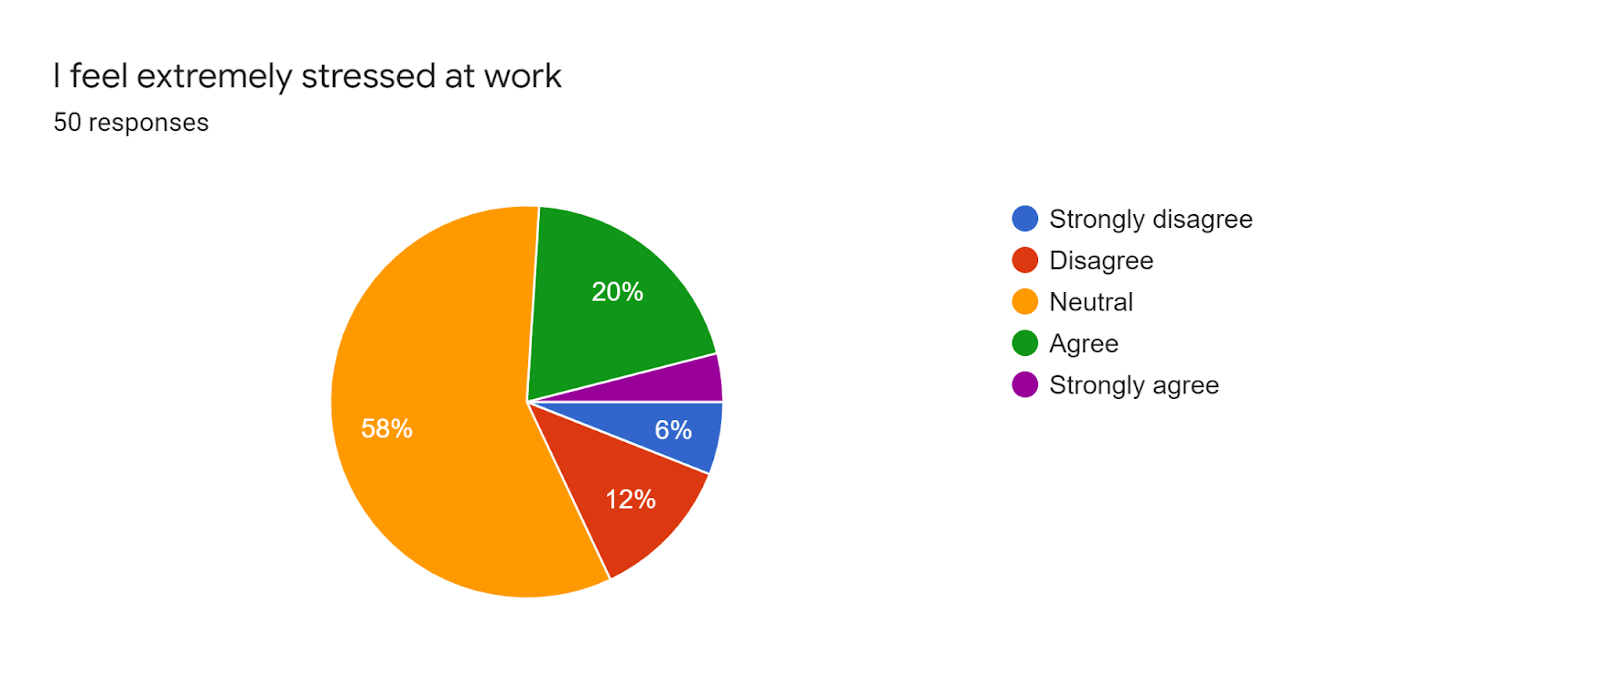 I feel extremely stressed at work
50 responses
20%
58%
6%
12%
Strongly disagree
Disagree
Neutral
Agree
Strongly agree